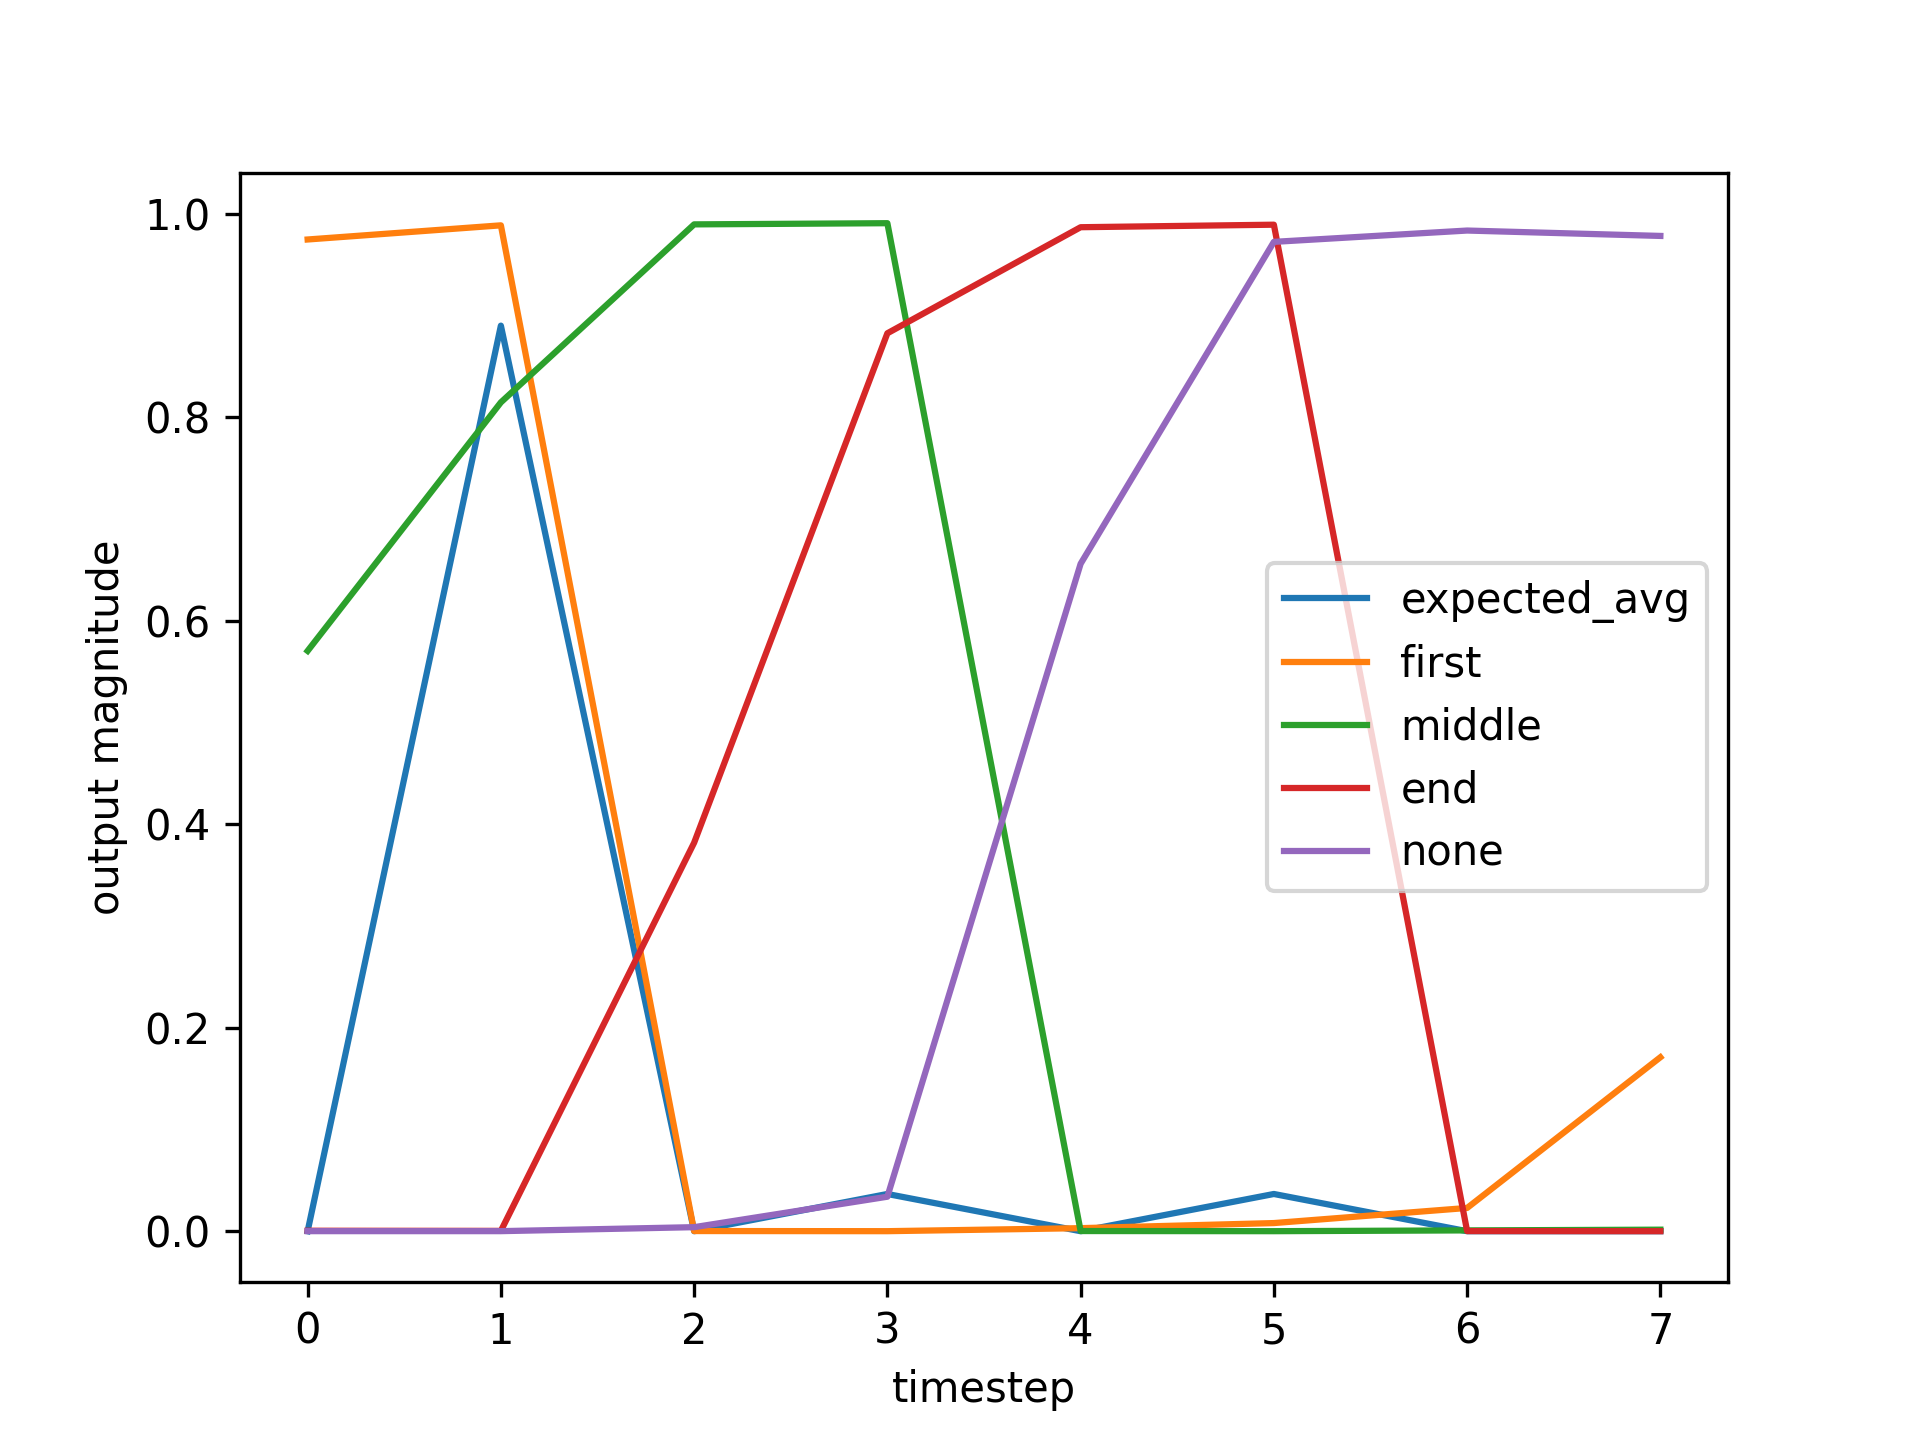 1.0
0.8
0.6
0.4
0.2
0.0
output magnitude
0 1 2 3 4 5 6 7
timestep
expected_avg
first
middle
end
none